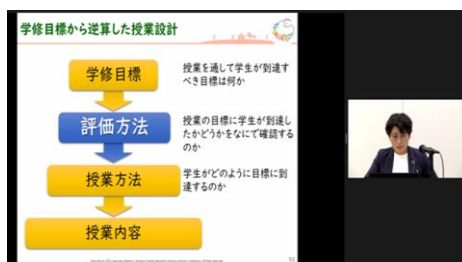 学修目標から逆算した授業設計
学修目標
授業を通して学生が到達す
べき目標は何か
評価方法
授業の目標に学生が到達し
たかどうかをなにで確認する
のか
授業方法
学生がどのように目標に到
達するのか
授業内容
53